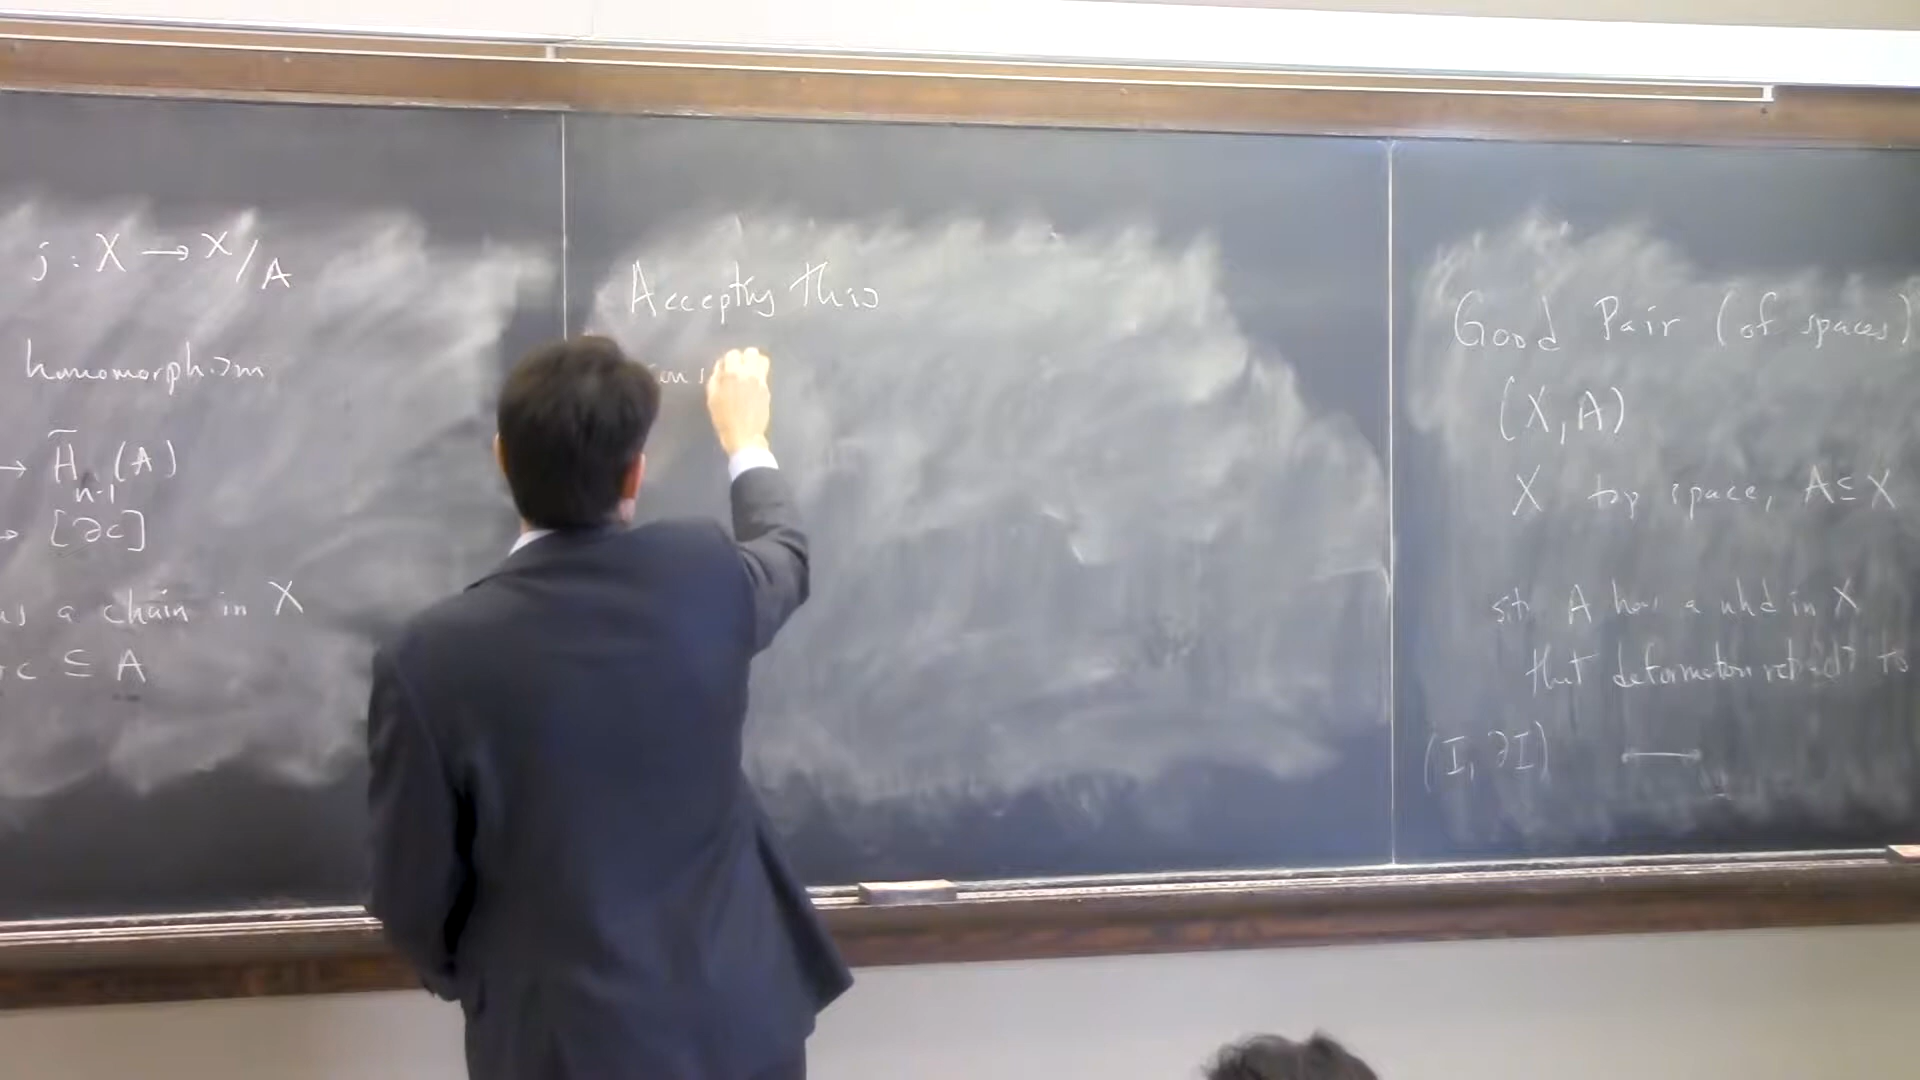 j : X → X/A
homomorphism
→ H̃ₙ₋₁(A)
→ [∂c]
as a chain in X
c ⊆ A
Accepting this
Good Pair (of spaces)
(X, A)
X top space, A ⊆ X
s.t. A has a nhd in X
that deformation retracts to
(I, ∂I)